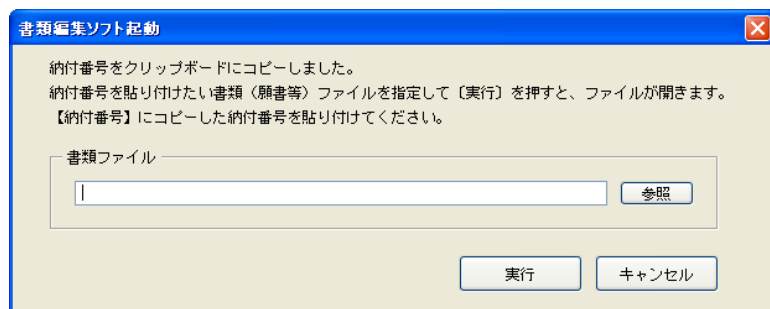 書類編集ソフト起動
納付番号をクリップボードにコピーしました。
納付番号を貼り付けたい書類（願書等）ファイルを指定して〔実行〕を押すと、ファイルが開きます。
【納付番号】にコピーした納付番号を貼り付けてください。
書類ファイル
参照
実行
キャンセル